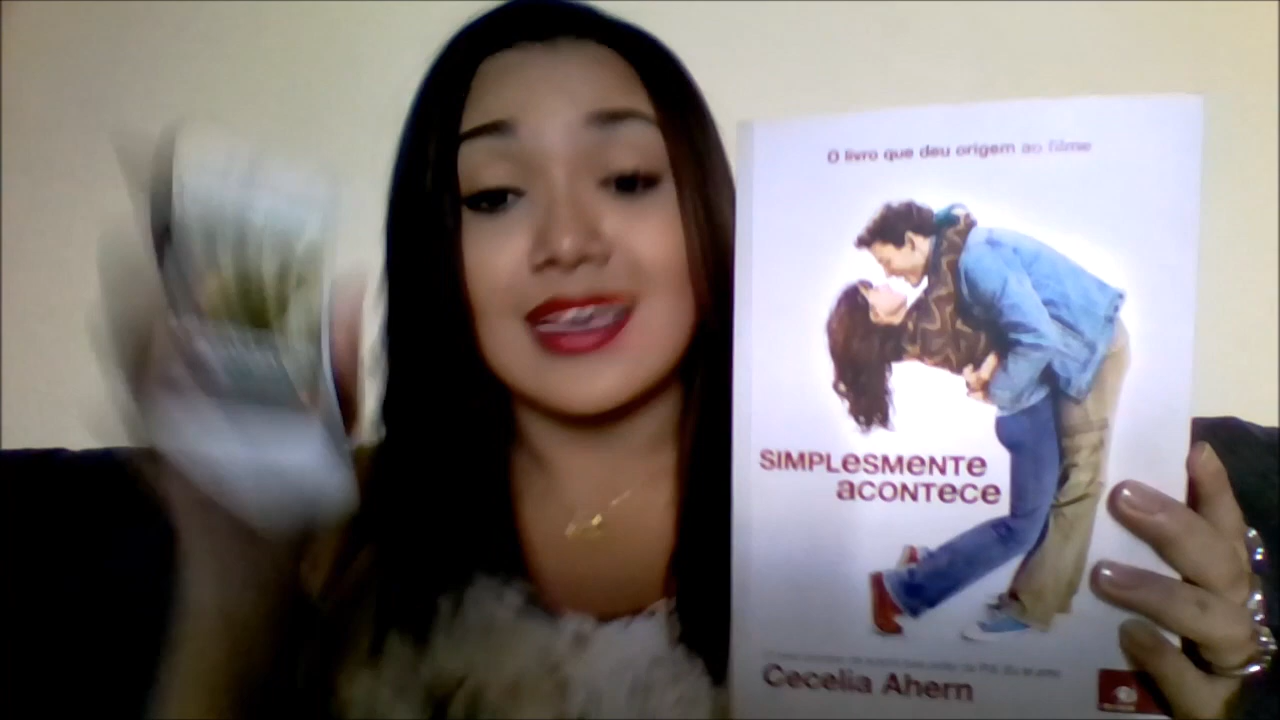 O livro que deu origem ao filme
SIMPLESMENTE
ACONTECE
Cecelia Ahern